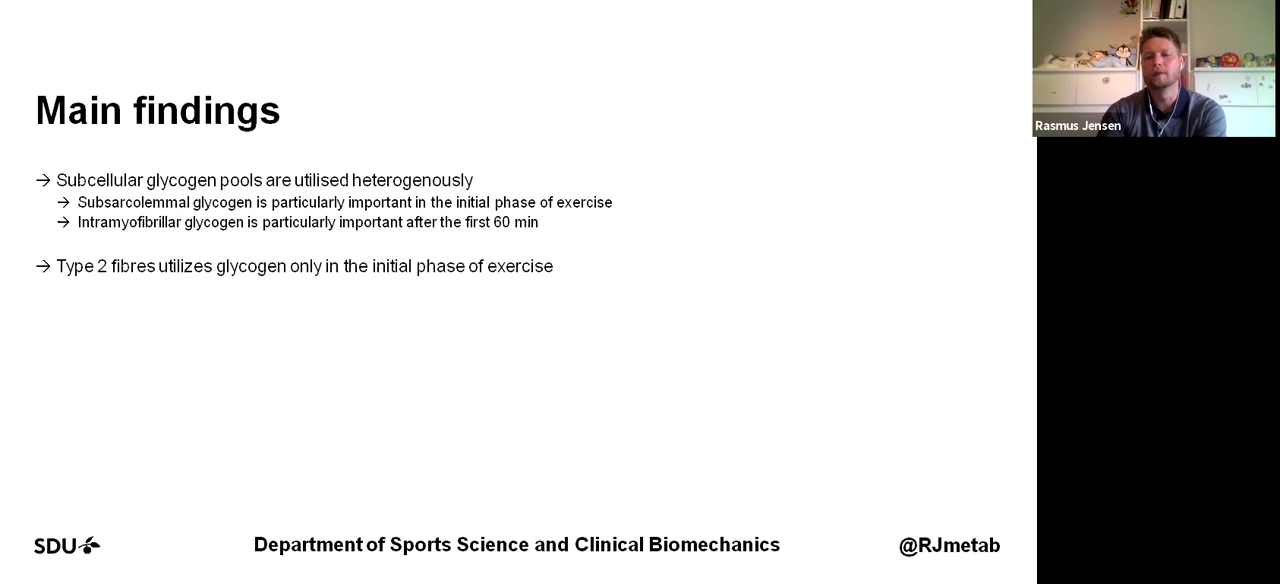 Main findings
→ Subcellular glycogen pools are utilised heterogenously
→ Subsarcolemmal glycogen is particularly important in the initial phase of exercise
→ Intramyofibrillar glycogen is particularly important after the first 60 min
→ Type 2 fibres utilizes glycogen only in the initial phase of exercise
SDU
Department of Sports Science and Clinical Biomechanics
@RJmetab
Rasmus Jensen